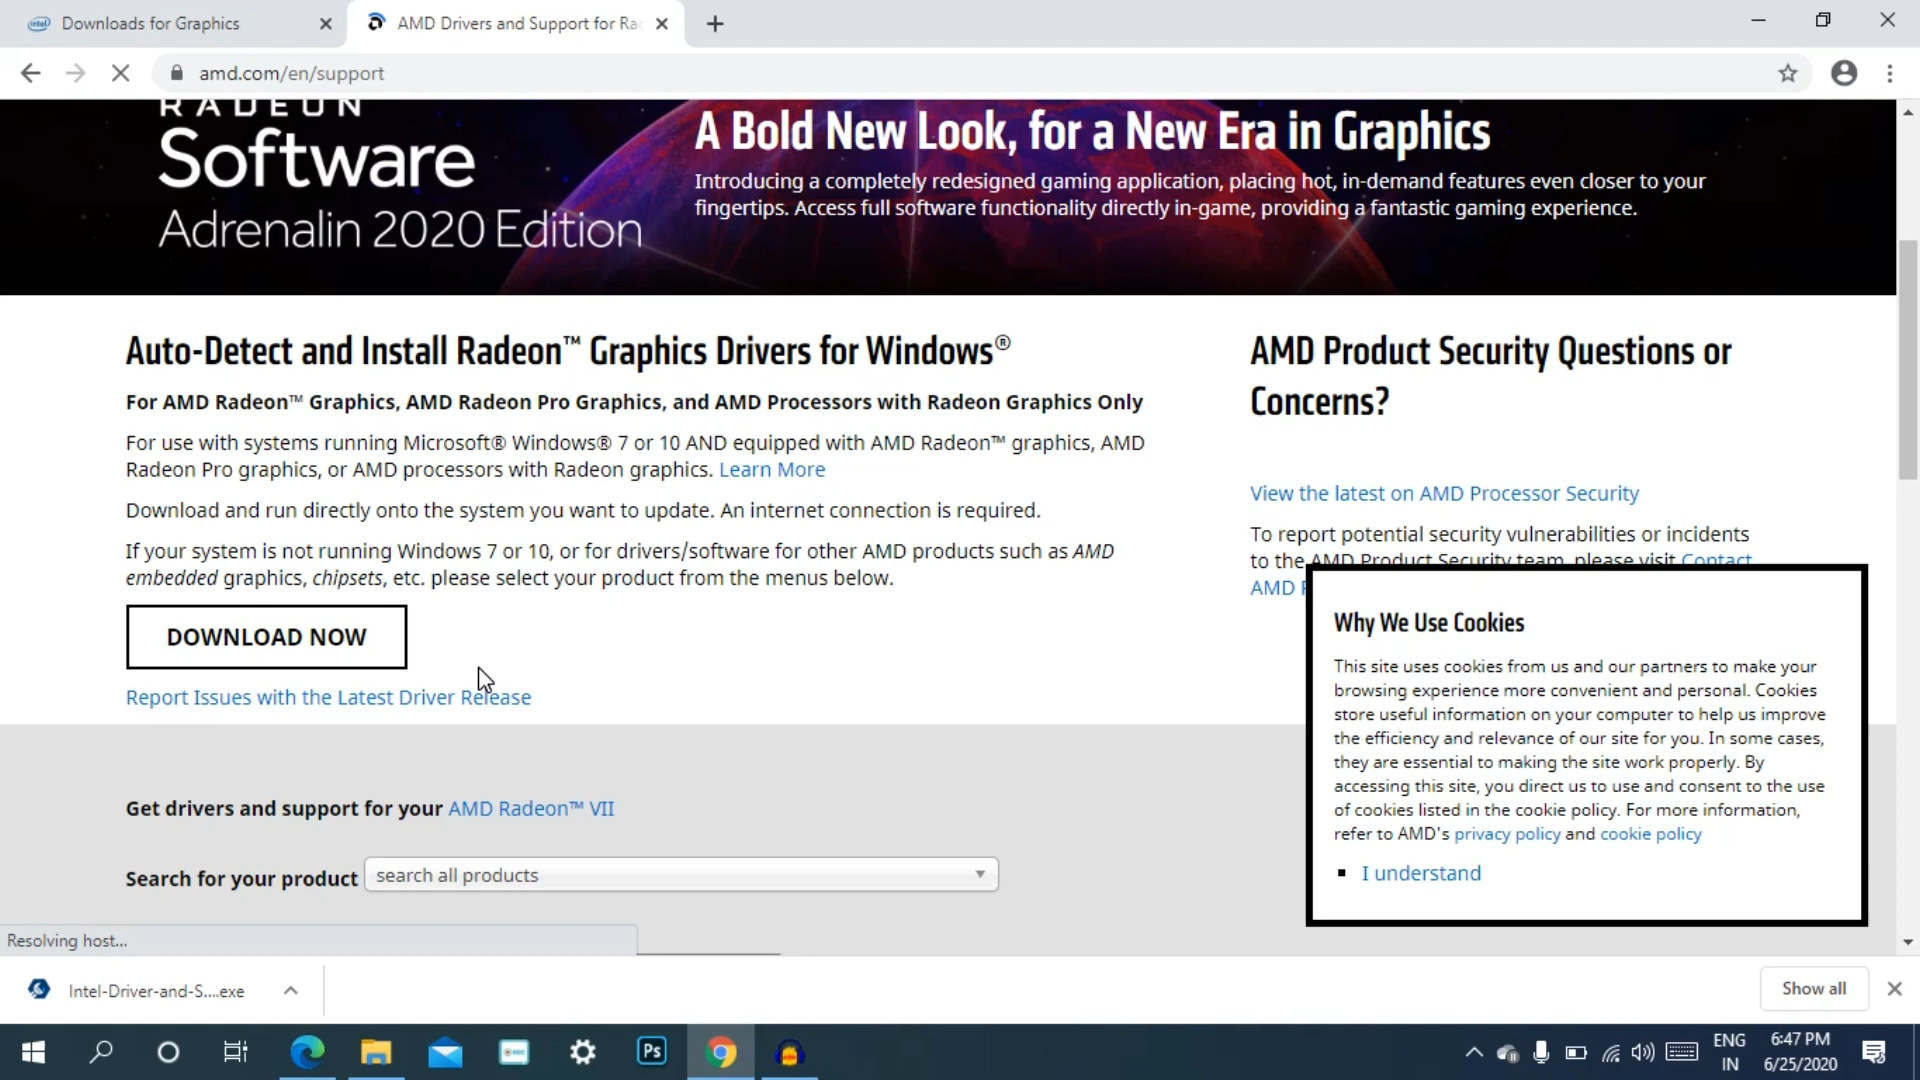 Downloads for Graphics
AMD Drivers and Support for Ra
amd.com/en/support
RADEON
Software
Adrenalin 2020 Edition
A Bold New Look, for a New Era in Graphics
Introducing a completely redesigned gaming application, placing hot, in-demand features even closer to your
fingertips. Access full software functionality directly in-game, providing a fantastic gaming experience.
Auto-Detect and Install Radeon™ Graphics Drivers for Windows®
For AMD Radeon™ Graphics, AMD Radeon Pro Graphics, and AMD Processors with Radeon Graphics Only
For use with systems running Microsoft® Windows® 7 or 10 AND equipped with AMD Radeon™ graphics, AMD
Radeon Pro graphics, or AMD processors with Radeon graphics. Learn More
Download and run directly onto the system you want to update. An internet connection is required.
If your system is not running Windows 7 or 10, or for drivers/software for other AMD products such as AMD
embedded graphics, chipsets, etc. please select your product from the menus below.
DOWNLOAD NOW
Report Issues with the Latest Driver Release
AMD Product Security Questions or
Concerns?
View the latest on AMD Processor Security
To report potential security vulnerabilities or incidents
to the AMD Product Security team, please visit Contact
AMD
Why We Use Cookies
This site uses cookies from us and our partners to make your
browsing experience more convenient and personal. Cookies
store useful information on your computer to help us improve
the efficiency and relevance of our site for you. In some cases,
they are essential to making the site work properly. By
accessing this site, you direct us to use and consent to the use
of cookies listed in the cookie policy. For more information,
refer to AMD's privacy policy and cookie policy
I understand
Get drivers and support for your AMD Radeon™ VII
Search for your product search all products
Resolving host...
Intel-Driver-and-S....exe
Show all
Ps
ENG
IN
6:47 PM
6/25/2020